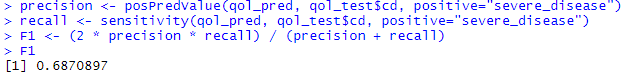 > precision <- posPredValue(qol_pred, qol_test$cd, positive="severe_disease")
> recall <- sensitivity(qol_pred, qol_test$cd, positive="severe_disease")
> F1 <- (2 * precision * recall) / (precision + recall)
> F1
[1] 0.6870897